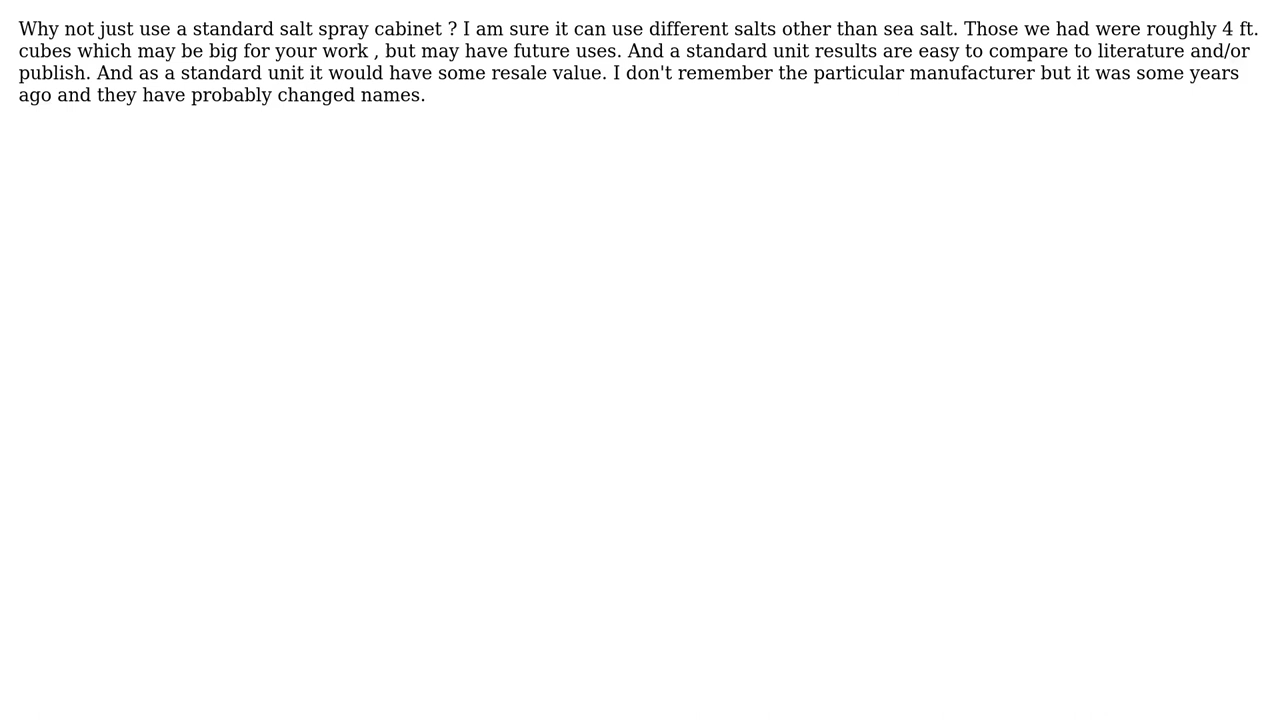 Why not just use a standard salt spray cabinet ? I am sure it can use different salts other than sea salt. Those we had were roughly 4 ft.
cubes which may be big for your work , but may have future uses. And a standard unit results are easy to compare to literature and/or
publish. And as a standard unit it would have some resale value. I don't remember the particular manufacturer but it was some years
ago and they have probably changed names.